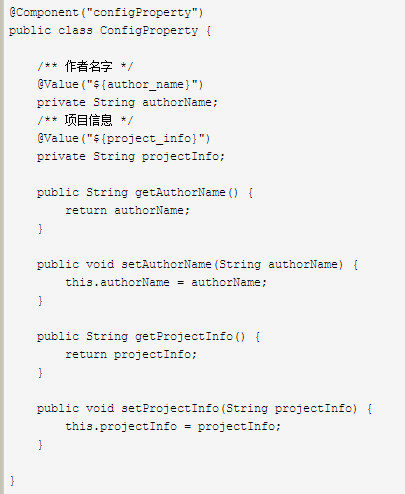 @Component("configProperty")
public class ConfigProperty {
/** 作者名字 */
@Value("${author_name}")
private String authorName;
/** 项目信息 */
@Value("${project_info}")
private String projectInfo;
public String getAuthorName() {
return authorName;
}
public void setAuthorName(String authorName) {
this.authorName = authorName;
}
public String getProjectInfo() {
return projectInfo;
}
public void setProjectInfo(String projectInfo) {
this.projectInfo = projectInfo;
}
}